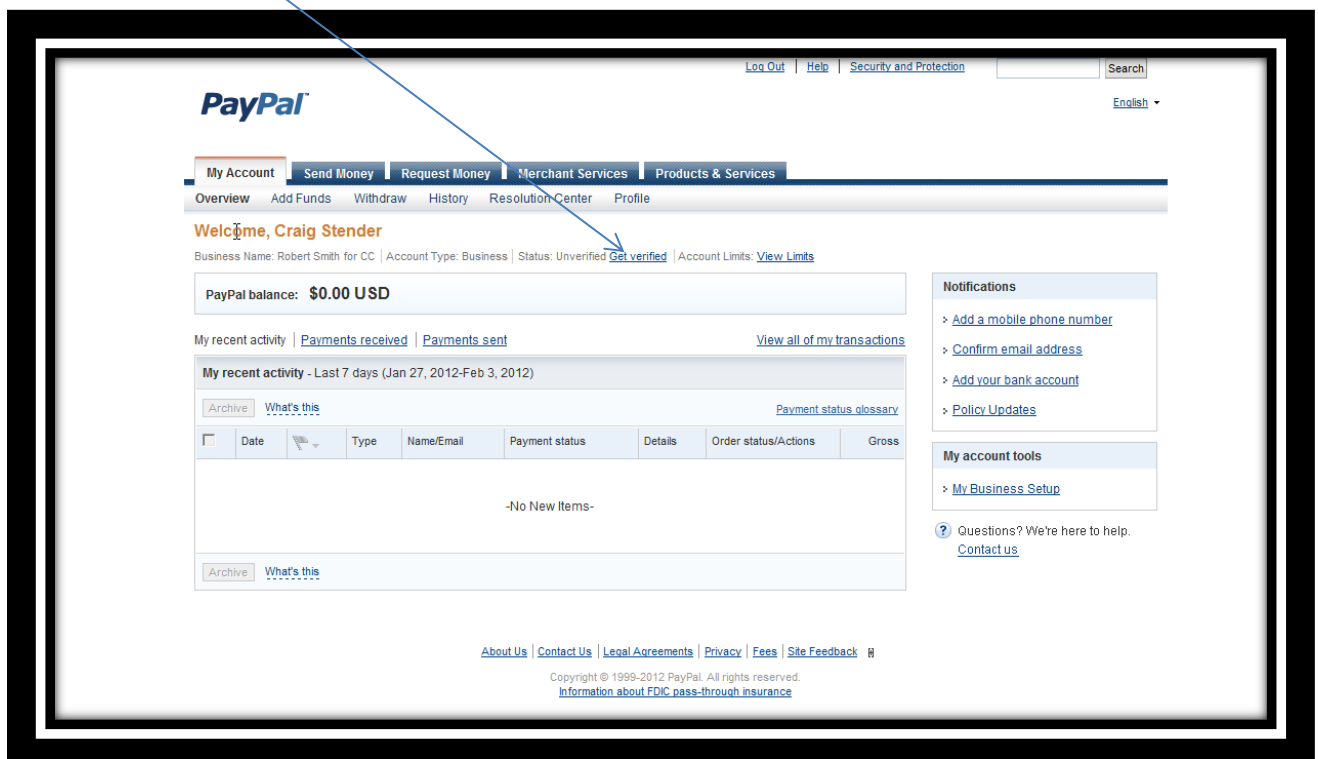 Log Out | Help | Security and Protection Search
PayPal™
English
My Account Send Money Request Money Merchant Services Products & Services
Overview Add Funds Withdraw History Resolution Center Profile
Welcome, Craig Stender
Business Name: Robert Smith for CC | Account Type: Business | Status: Unverified Get verified | Account Limits: View Limits
PayPal balance: $0.00 USD
My recent activity | Payments received | Payments sent View all of my transactions
My recent activity - Last 7 days (Jan 27, 2012-Feb 3, 2012)
Archive What's this Payment status glossary
Date Type Name/Email Payment status Details Order status/Actions Gross
-No New Items-
Archive What's this
Notifications
Add a mobile phone number
Confirm email address
Add your bank account
Policy Updates
My account tools
My Business Setup
? Questions? We're here to help.
Contact us
About Us | Contact Us | Legal Agreements | Privacy | Fees | Site Feedback
Copyright © 1999-2012 PayPal. All rights reserved.
Information about FDIC pass-through insurance